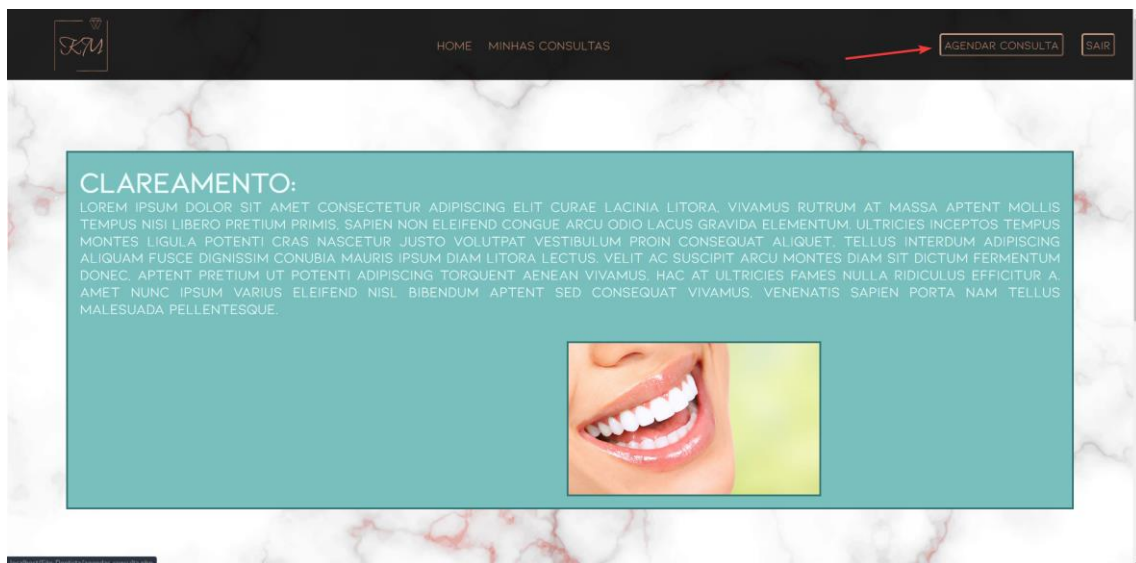 KM
HOME MINHAS CONSULTAS
AGENDAR CONSULTA SAIR
CLAREAMENTO:
LOREM IPSUM DOLOR SIT AMET CONSECTETUR ADIPISCING ELIT CURAE LACINIA LITORA, VIVAMUS RUTRUM AT MASSA APTENT MOLLIS
TEMPUS NISI LIBERO PRETIUM PRIMIS. SAPIEN NON ELEIFEND CONGUE ARCU ODIO LACUS GRAVIDA ELEMENTUM, ULTRICIES INCEPTOS TEMPUS
MONTES LIGULA POTENTI CRAS NASCETUR JUSTO VOLUTPAT VESTIBULUM PROIN CONSEQUAT ALIQUET, TELLUS INTERDUM ADIPISCING
ALIQUAM FUSCE DIGNISSIM CONUBIA MAURIS IPSUM DIAM LITORA LECTUS. VELIT AC SUSCIPIT ARCU MONTES DIAM SIT DICTUM FERMENTUM
DONEC, APTENT PRETIUM UT POTENTI ADIPISCING TORQUENT AENEAN VIVAMUS, HAC AT ULTRICIES FAMES NULLA RIDICULUS EFFICITUR A.
AMET NUNC IPSUM VARIUS ELEIFEND NISL BIBENDUM APTENT SED CONSEQUAT VIVAMUS, VENENATIS SAPIEN PORTA NAM TELLUS
MALESUADA PELLENTESQUE.